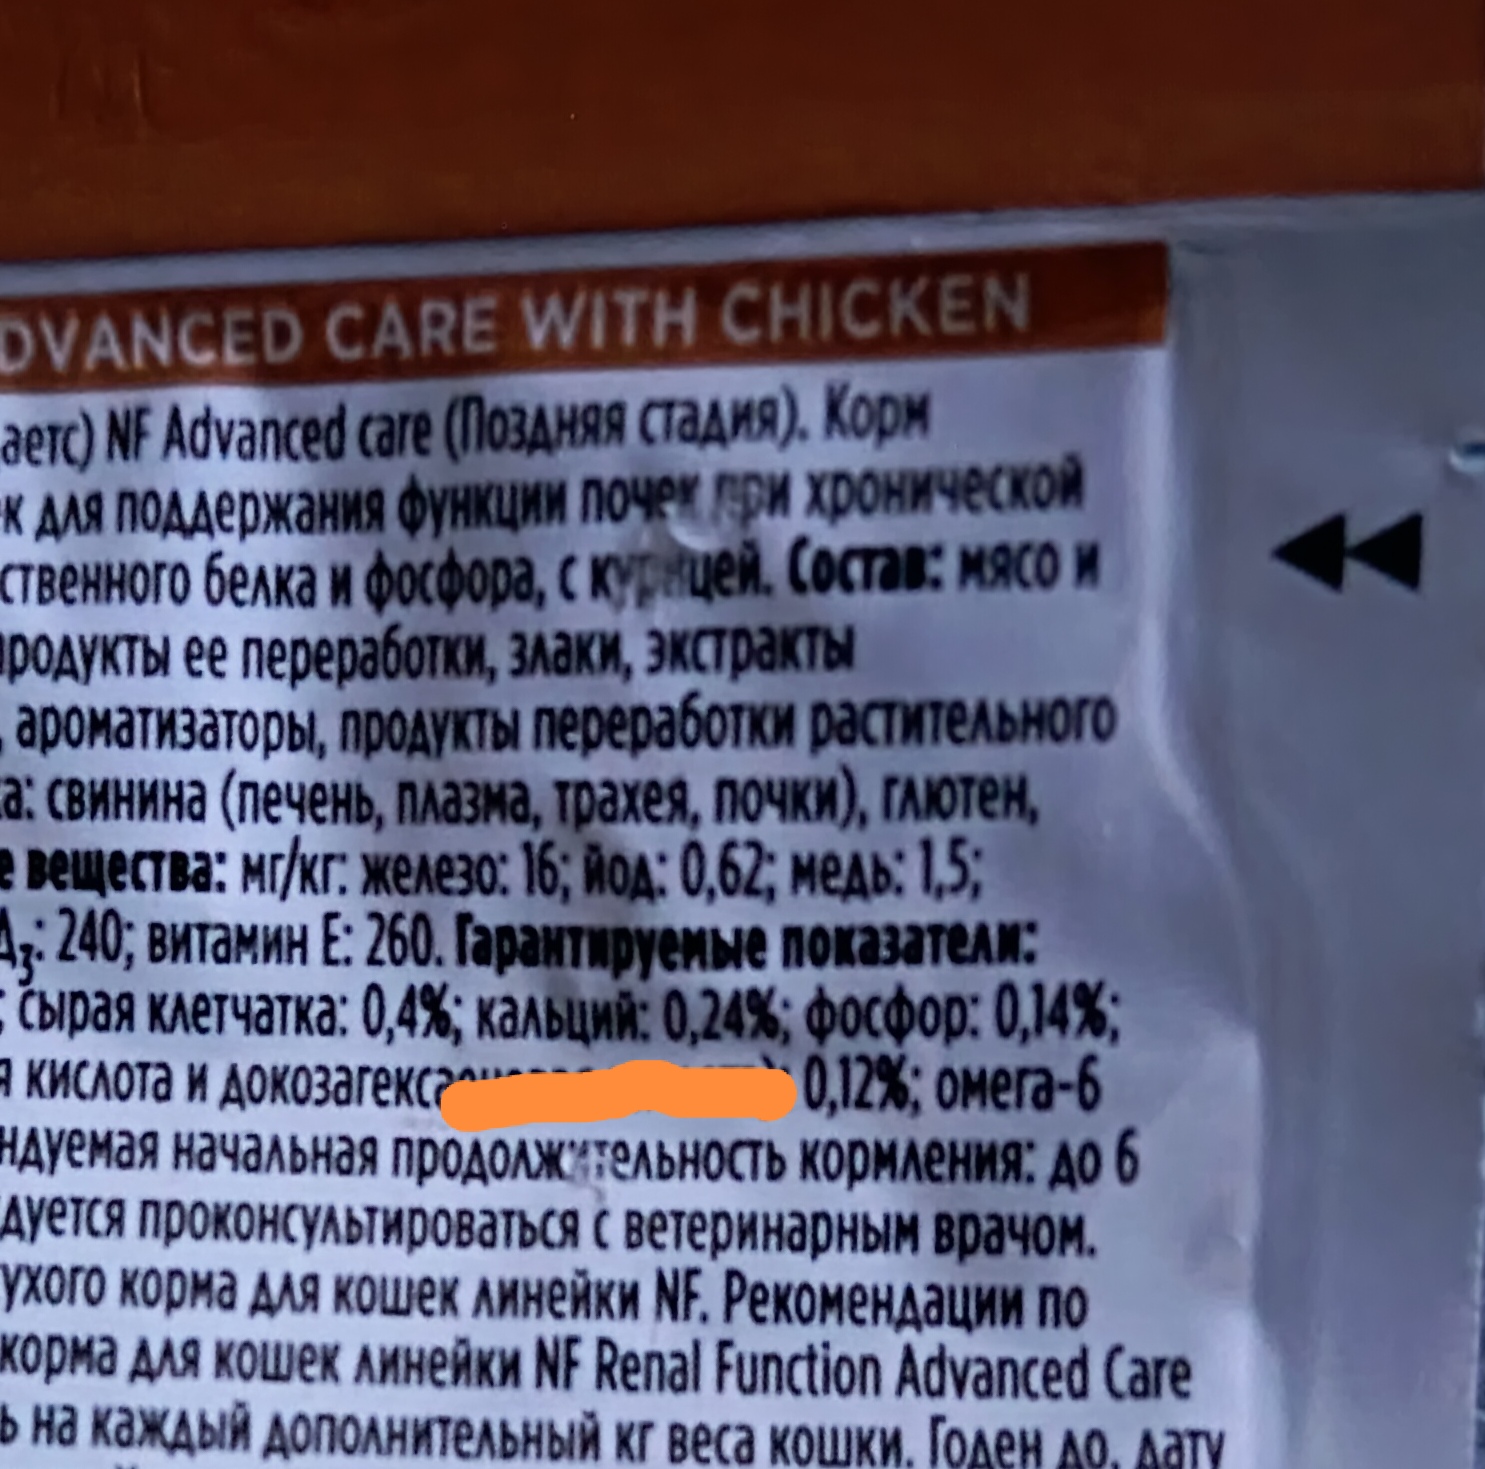 DVANCED CARE WITH CHICKEN
аетс) NF Advanced care (Поздняя стадия). Корм
к для поддержания функции почек при хронической
ственного белка и фосфора, с курицей. Состав: мясо и
продукты ее переработки, злаки, экстракты
, ароматизаторы, продукты переработки растительного
а: свинина (печень, плазма, трахея, почки), глютен,
е вещества: мг/кг: железо: 16; йод: 0,62; медь: 1,5;
Д3: 240; витамин Е: 260. Гарантируемые показатели:
; сырая клетчатка: 0,4%; кальций: 0,24%; фосфор: 0,14%;
я кислота и 0,12%; омега-6
ндуемая начальная продолжительность кормления: до 6
дуется проконсультироваться с ветеринарным врачом.
ухого корма для кошек линейки NF. Рекомендации по
корма для кошек линейки NF Renal Function Advanced Care
ь на каждый дополнительный кг веса кошки. Годен до, дату